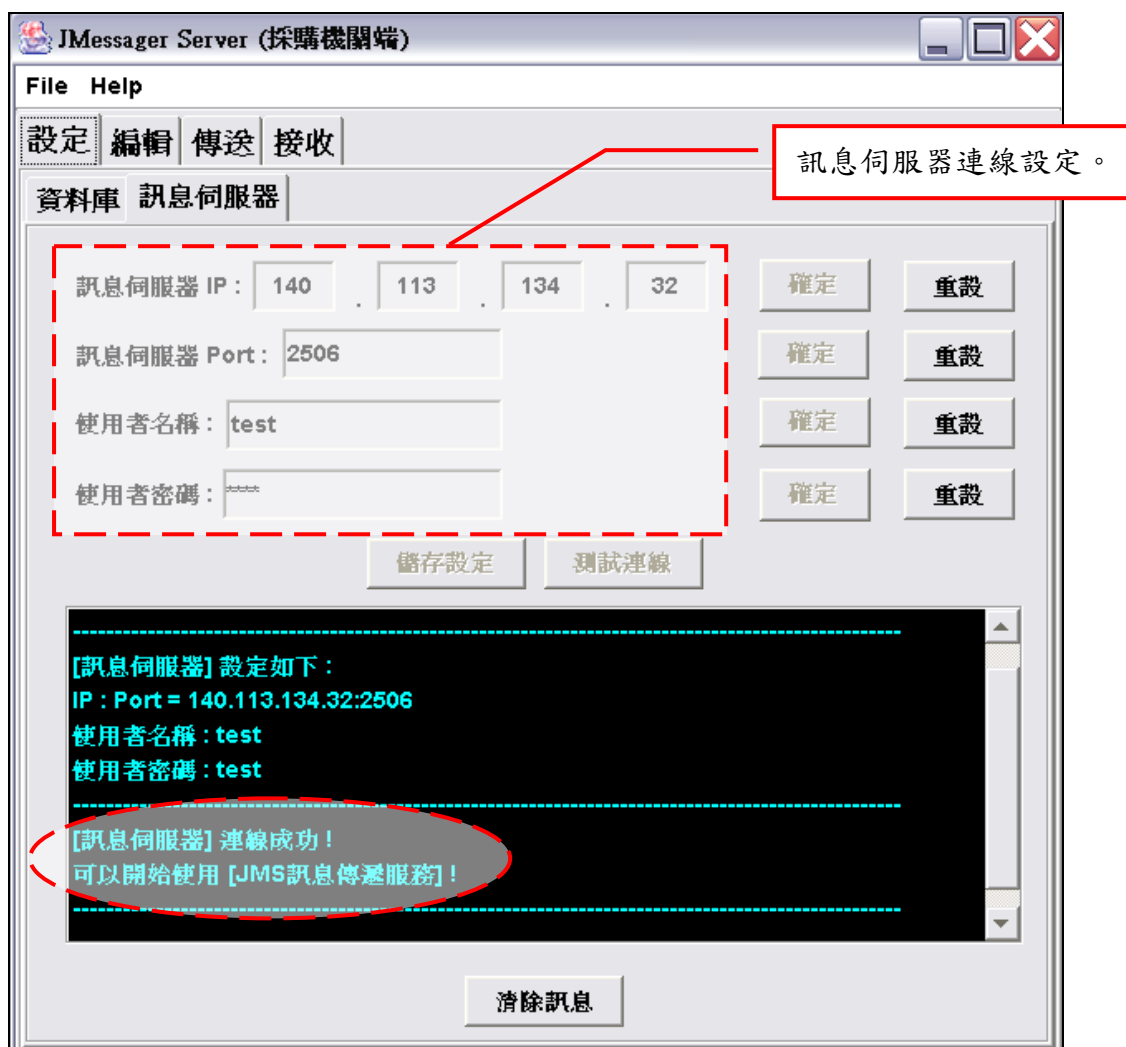 JMessager Server (採購機關端)
File Help
設定 編輯 傳送 接收
訊息伺服器連線設定。
資料庫 訊息伺服器
訊息伺服器 IP : 140 . 113 . 134 . 32 確定 重設
訊息伺服器 Port : 2506 確定 重設
使用者名稱 : test 確定 重設
使用者密碼 : **** 確定 重設
儲存設定 測試連線
--------------------------------------------------
[訊息伺服器] 設定如下 :
IP : Port = 140.113.134.32:2506
使用者名稱 : test
使用者密碼 : test
--------------------------------------------------
[訊息伺服器] 連線成功 !
可以開始使用 [JMS訊息傳遞服務] !
--------------------------------------------------
清除訊息